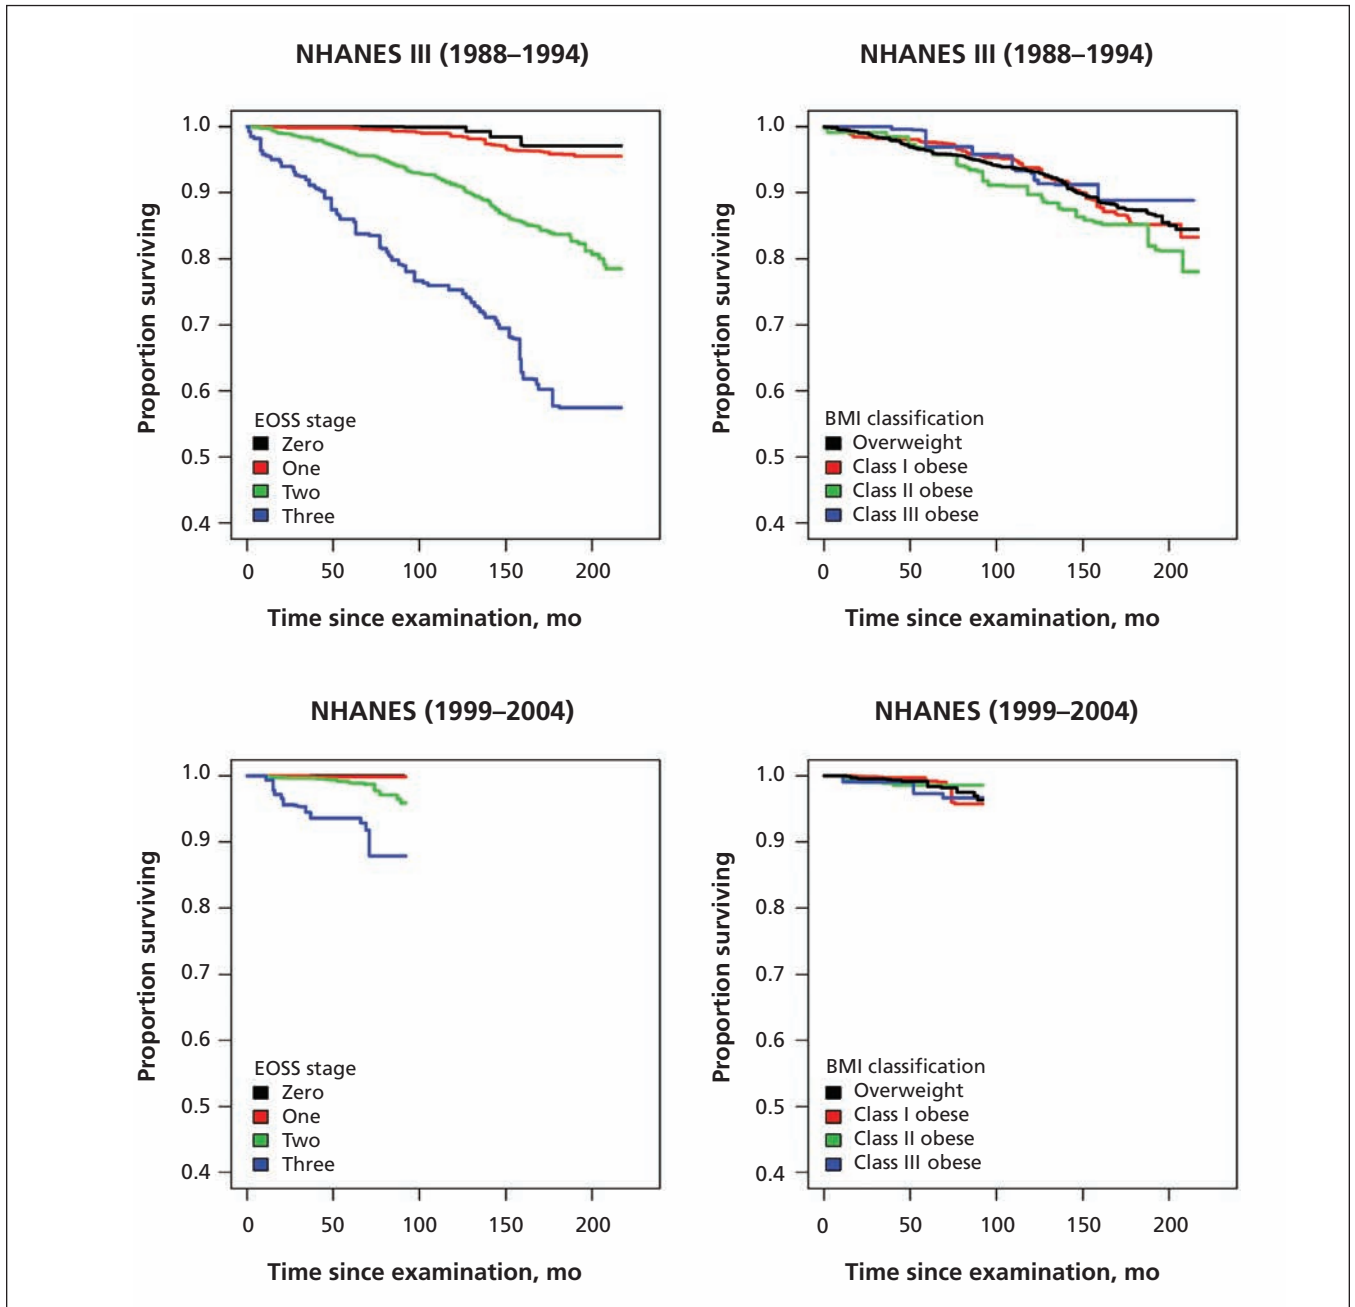 NHANES III (1988–1994)
Proportion surviving
1.0
0.9
0.8
0.7
0.6
0.5
0.4
EOSS stage
Zero
One
Two
Three
0 50 100 150 200
Time since examination, mo
NHANES III (1988–1994)
Proportion surviving
1.0
0.9
0.8
0.7
0.6
0.5
0.4
BMI classification
Overweight
Class I obese
Class II obese
Class III obese
0 50 100 150 200
Time since examination, mo
NHANES (1999–2004)
Proportion surviving
1.0
0.9
0.8
0.7
0.6
0.5
0.4
EOSS stage
Zero
One
Two
Three
0 50 100 150 200
Time since examination, mo
NHANES (1999–2004)
Proportion surviving
1.0
0.9
0.8
0.7
0.6
0.5
0.4
BMI classification
Overweight
Class I obese
Class II obese
Class III obese
0 50 100 150 200
Time since examination, mo